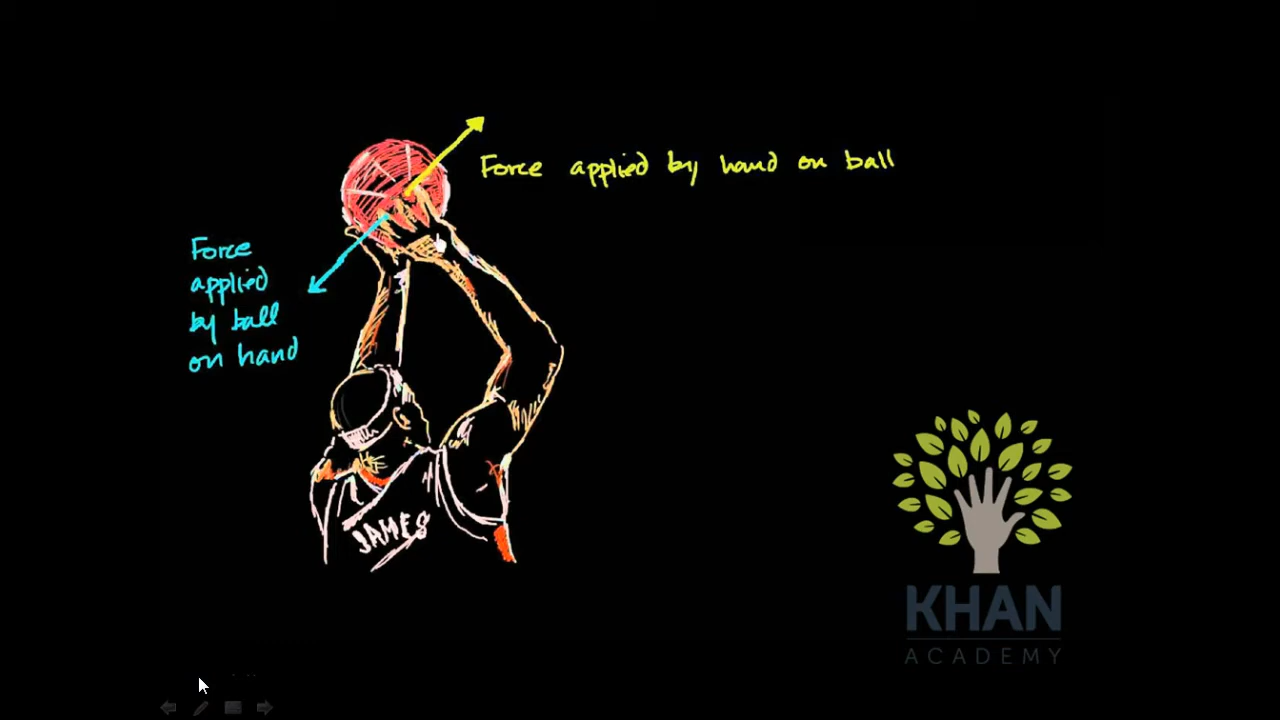 Force applied by hand on ball
Force
applied
by ball
on hand
JAMES
KHAN
ACADEMY